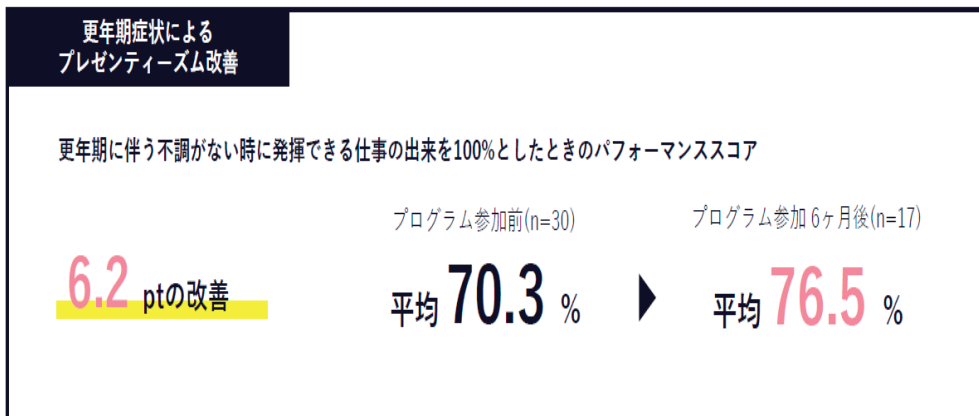 更年期症状による
プレゼンティーズム改善
更年期に伴う不調がない時に発揮できる仕事の出来を100%としたときのパフォーマンススコア
プログラム参加前(n=30)
プログラム参加 6ヶ月後(n=17)
6.2 ptの改善
平均 70.3 %
平均 76.5 %